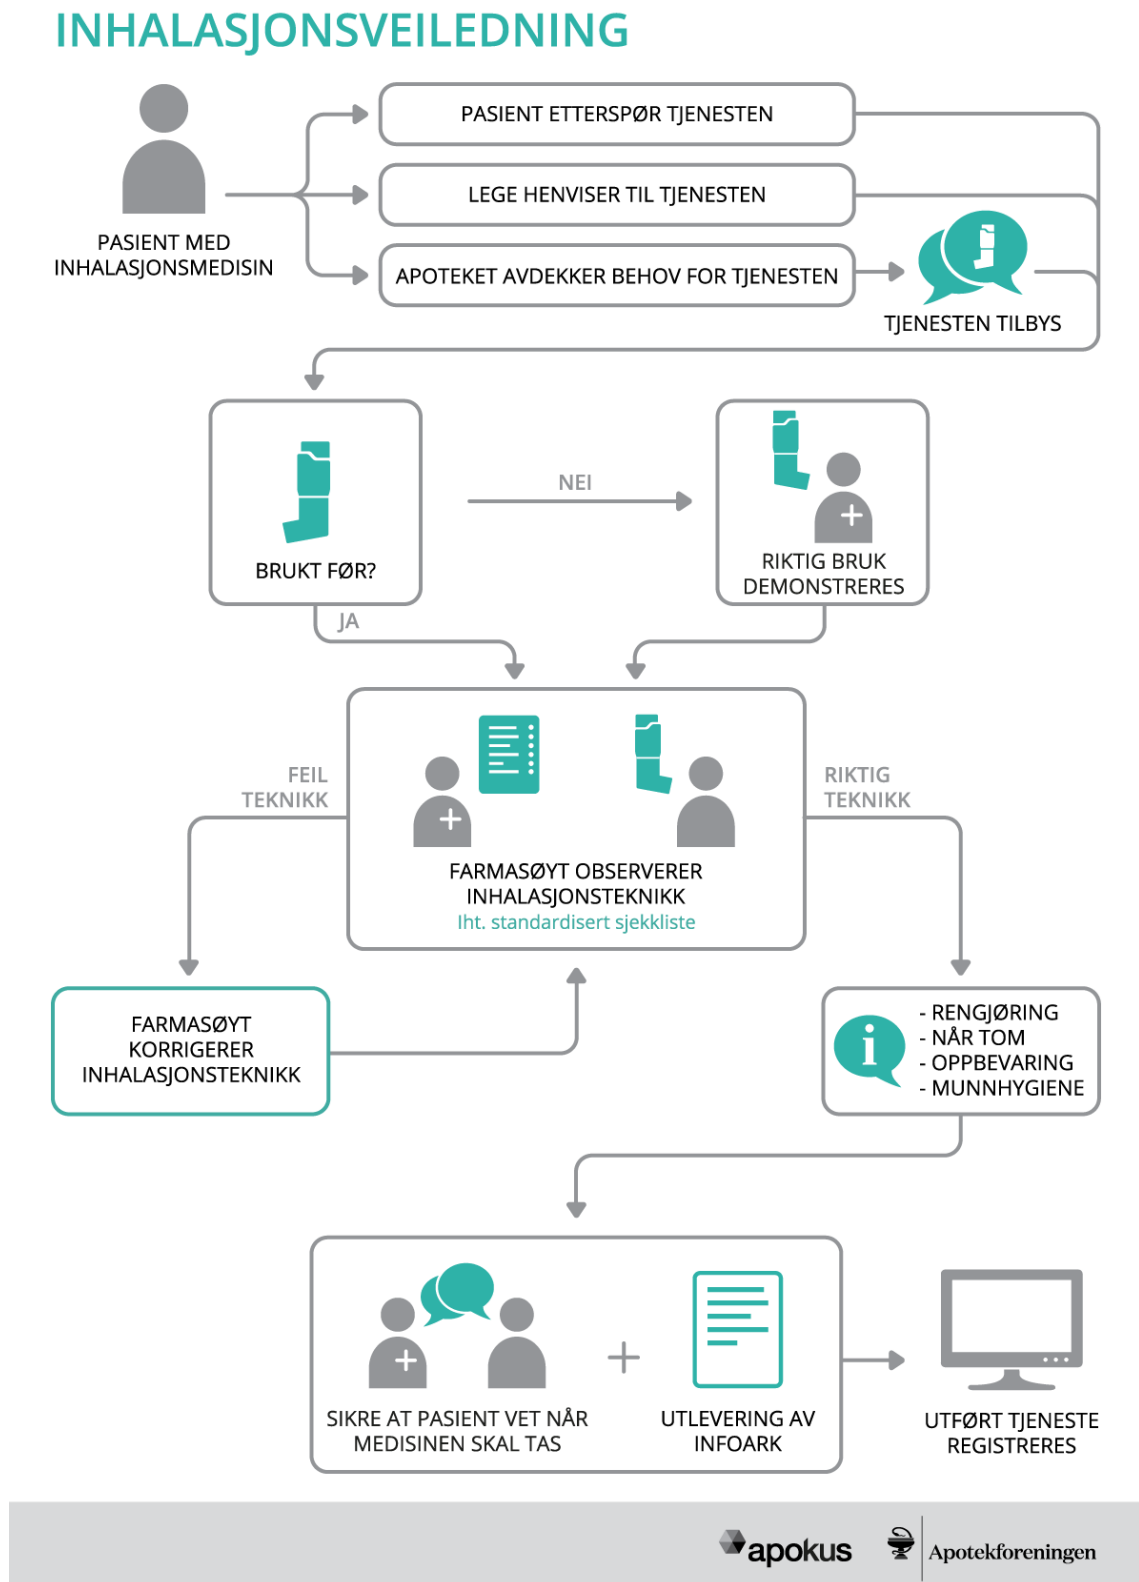 INHALASJONSVEILEDNING
PASIENT MED
INHALASJONSMEDISIN
PASIENT ETTERSPØR TJENESTEN
LEGE HENVISER TIL TJENESTEN
APOTEKET AVDEKKER BEHOV FOR TJENESTEN
TJENESTEN TILBYS
BRUKT FØR?
NEI
RIKTIG BRUK
DEMONSTRERES
JA
FEIL
TEKNIKK
FARMASØYT OBSERVERER
INHALASJONSTEKNIKK
Iht. standardisert sjekkliste
RIKTIG
TEKNIKK
FARMASØYT
KORRIGERER
INHALASJONSTEKNIKK
i
- RENGJØRING
- NÅR TOM
- OPPBEVARING
- MUNNHYGIENE
SIKRE AT PASIENT VET NÅR
MEDISINEN SKAL TAS
+
UTLEVERING AV
INFOARK
UTFØRT TJENESTE
REGISTRERES
apokus
Apotekforeningen